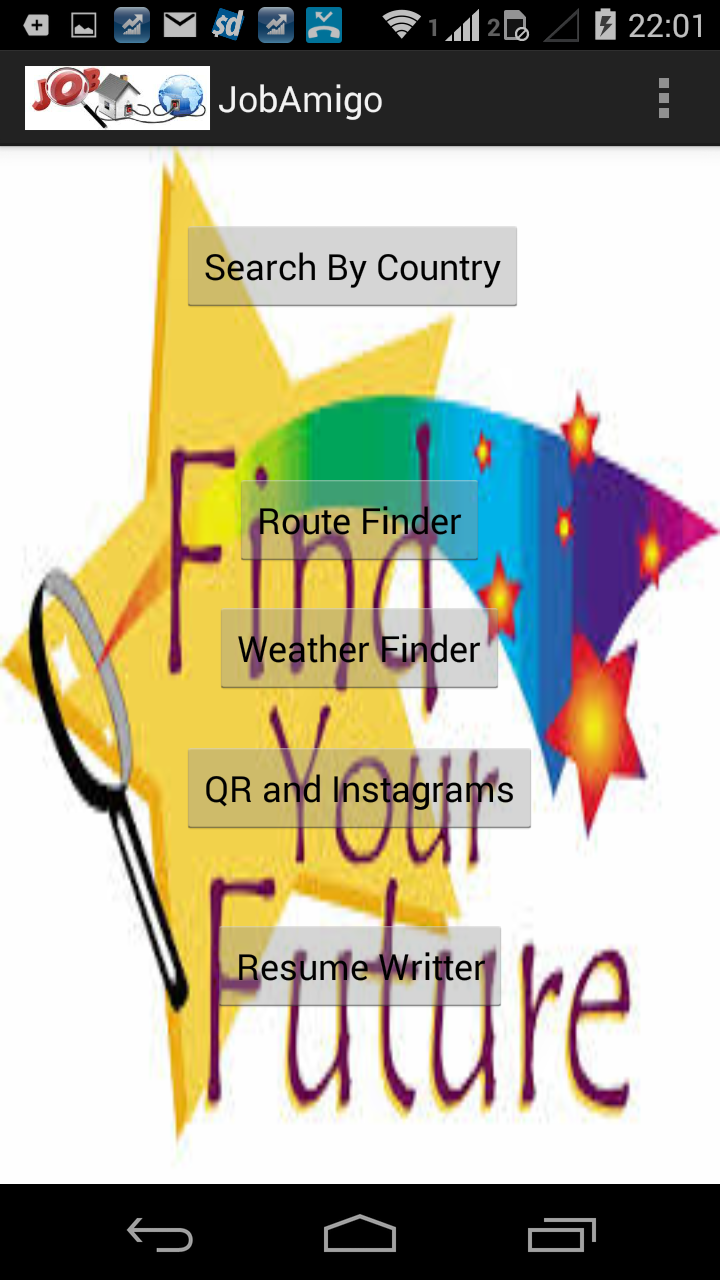 1 2 22:01
JOB JobAmigo
Search By Country
Find
Route Finder
Weather Finder
Your
QR and Instagrams
Future
Resume Writter